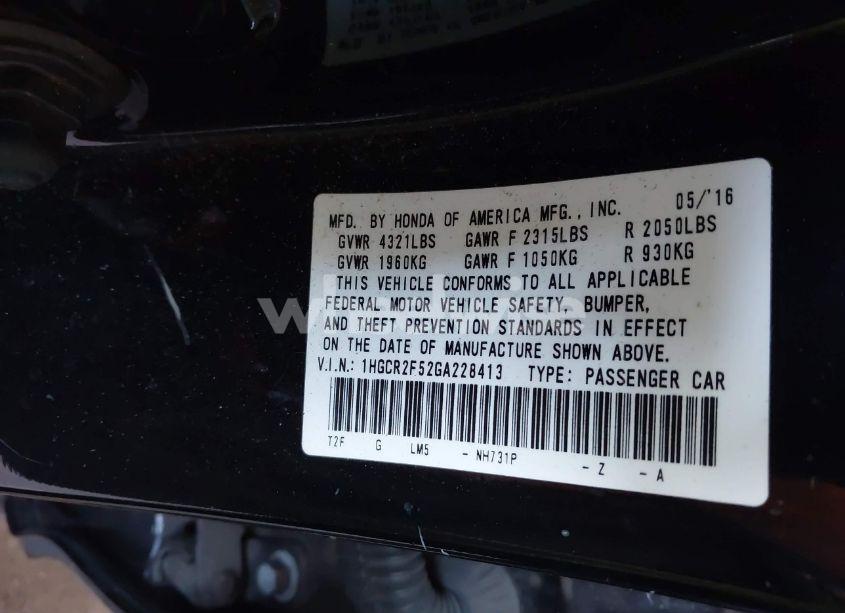 MFD. BY HONDA OF AMERICA MFG., INC. 05/'16
GVWR 4321LBS GAWR F 2315LBS R 2050LBS
GVWR 1960KG GAWR F 1050KG R 930KG
THIS VEHICLE CONFORMS TO ALL APPLICABLE
FEDERAL MOTOR VEHICLE SAFETY, BUMPER,
AND THEFT PREVENTION STANDARDS IN EFFECT
ON THE DATE OF MANUFACTURE SHOWN ABOVE.
V.I.N.: 1HGCR2F52GA228413 TYPE: PASSENGER CAR
T2F G LM5 - NH731P - Z - A